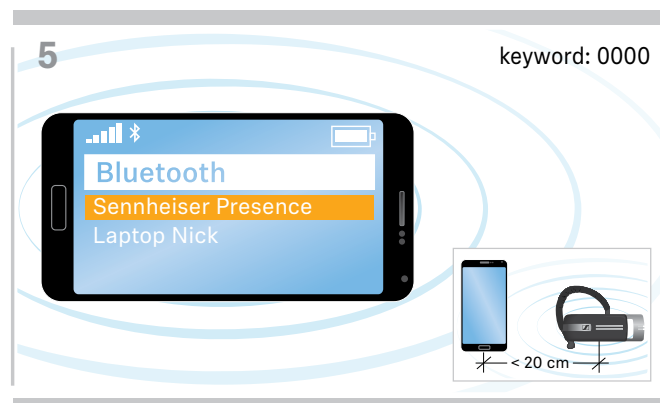 5
keyword: 0000
Bluetooth
Sennheiser Presence
Laptop Nick
< 20 cm